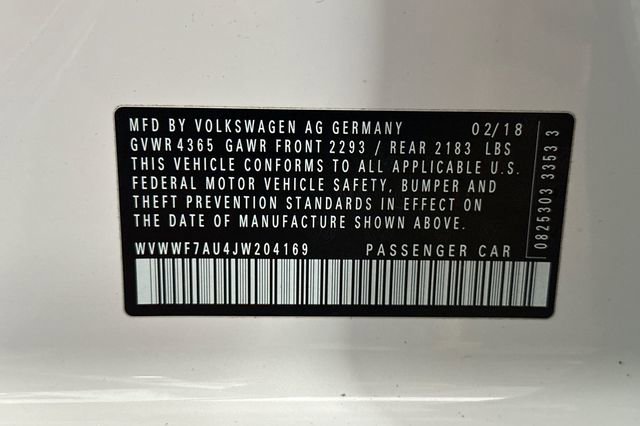 MFD BY VOLKSWAGEN AG GERMANY 02/18
GVWR 4365 GAWR FRONT 2293 / REAR 2183 LBS
THIS VEHICLE CONFORMS TO ALL APPLICABLE U.S.
FEDERAL MOTOR VEHICLE SAFETY, BUMPER AND
THEFT PREVENTION STANDARDS IN EFFECT ON
THE DATE OF MANUFACTURE SHOWN ABOVE.
WVWWF7AU4JW204169 PASSENGER CAR
0825303 3353 3